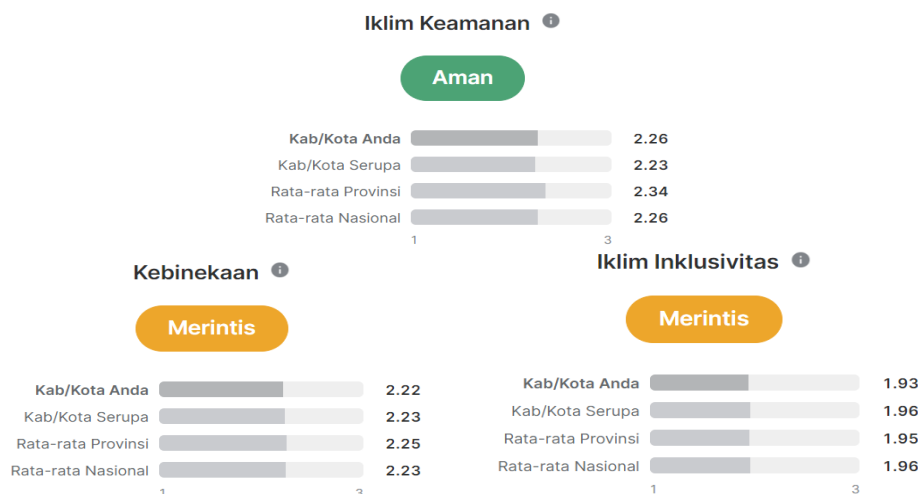 Iklim Keamanan
Aman
Kab/Kota Anda 2.26
Kab/Kota Serupa 2.23
Rata-rata Provinsi 2.34
Rata-rata Nasional 2.26
1 3
Kebinekaan
Merintis
Kab/Kota Anda 2.22
Kab/Kota Serupa 2.23
Rata-rata Provinsi 2.25
Rata-rata Nasional 2.23
1 3
Iklim Inklusivitas
Merintis
Kab/Kota Anda 1.93
Kab/Kota Serupa 1.96
Rata-rata Provinsi 1.95
Rata-rata Nasional 1.96
1 3